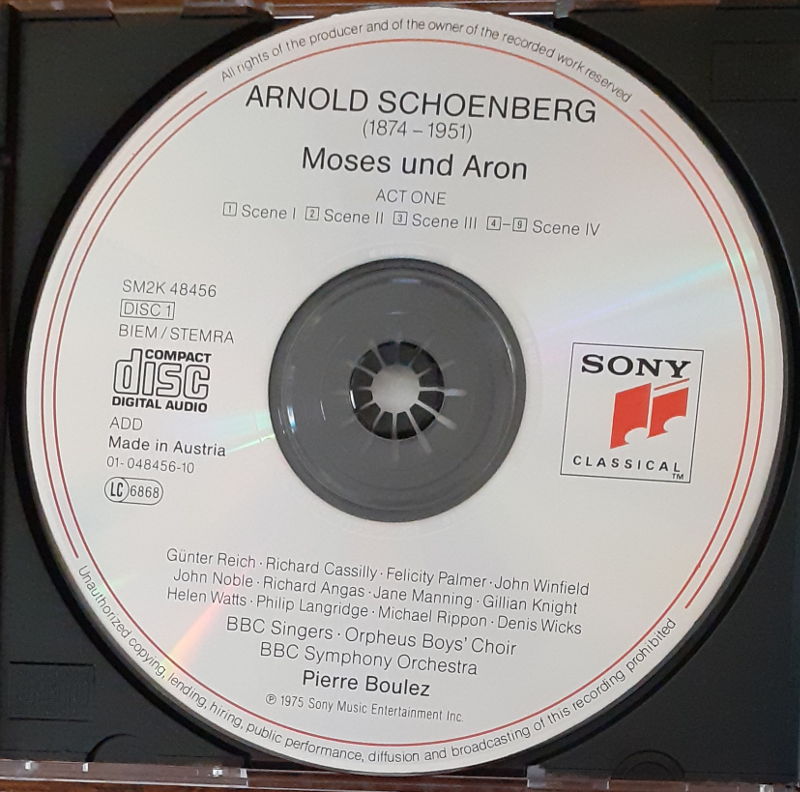 All rights of the producer and of the owner of the recorded work reserved
ARNOLD SCHOENBERG
(1874 – 1951)
Moses und Aron
ACT ONE
1 Scene I 2 Scene II 3 Scene III 4–9 Scene IV
SM2K 48456
DISC 1
BIEM / STEMRA
COMPACT
disc
DIGITAL AUDIO
ADD
Made in Austria
01-048456-10
LC 6868
SONY
CLASSICAL
TM
Günter Reich · Richard Cassilly · Felicity Palmer · John Winfield
John Noble · Richard Angas · Jane Manning · Gillian Knight
Helen Watts · Philip Langridge · Michael Rippon · Denis Wicks
BBC Singers · Orpheus Boys' Choir
BBC Symphony Orchestra
Pierre Boulez
℗ 1975 Sony Music Entertainment Inc.
Unauthorized copying, lending, hiring, public performance, diffusion and broadcasting of this recording prohibited